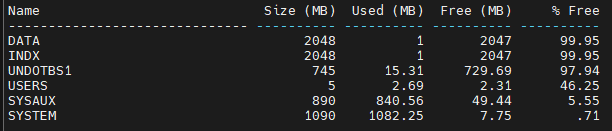 Name Size (MB) Used (MB) Free (MB) % Free
------------------------------ ---------- ---------- ---------- ----------
DATA 2048 1 2047 99.95
INDX 2048 1 2047 99.95
UNDOTBS1 745 15.31 729.69 97.94
USERS 5 2.69 2.31 46.25
SYSAUX 890 840.56 49.44 5.55
SYSTEM 1090 1082.25 7.75 .71